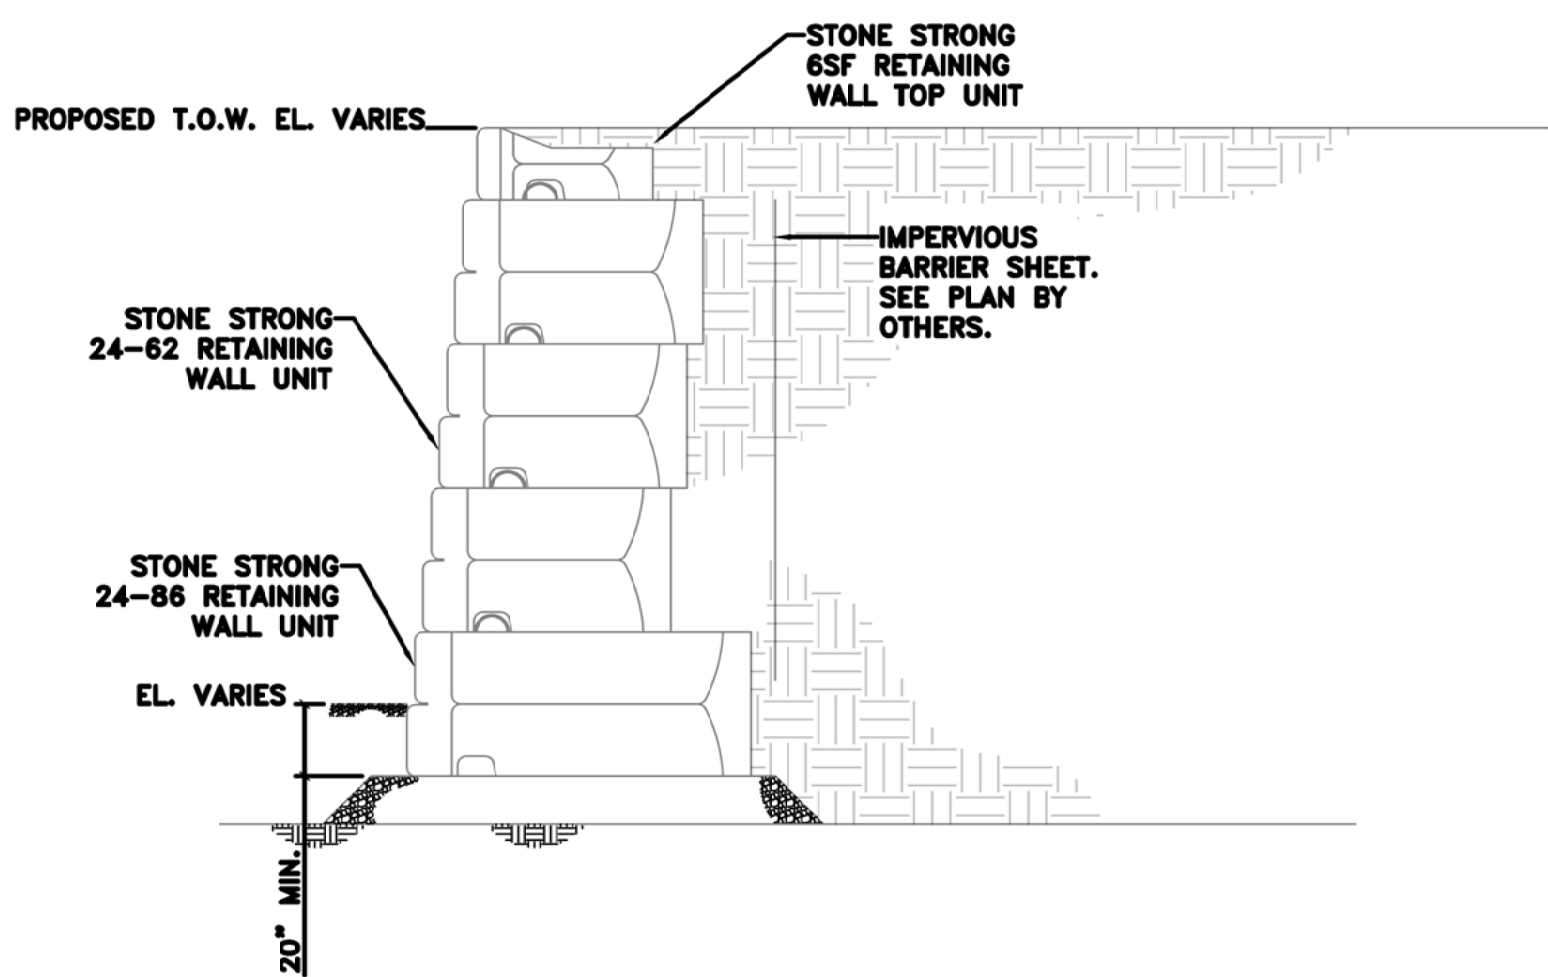 STONE STRONG
6SF RETAINING
WALL TOP UNIT
PROPOSED T.O.W. EL. VARIES
IMPERVIOUS
BARRIER SHEET.
SEE PLAN BY
OTHERS.
STONE STRONG
24-62 RETAINING
WALL UNIT
STONE STRONG
24-86 RETAINING
WALL UNIT
EL. VARIES
20" MIN.